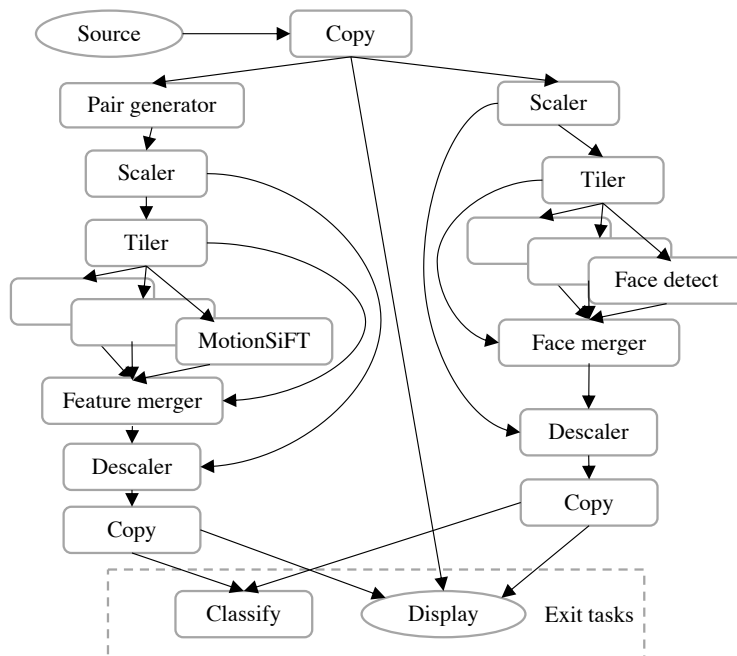 Source
Copy
Pair generator
Scaler
Scaler
Tiler
Tiler
Face detect
MotionSiFT
Face merger
Feature merger
Descaler
Descaler
Copy
Copy
Classify
Display
Exit tasks